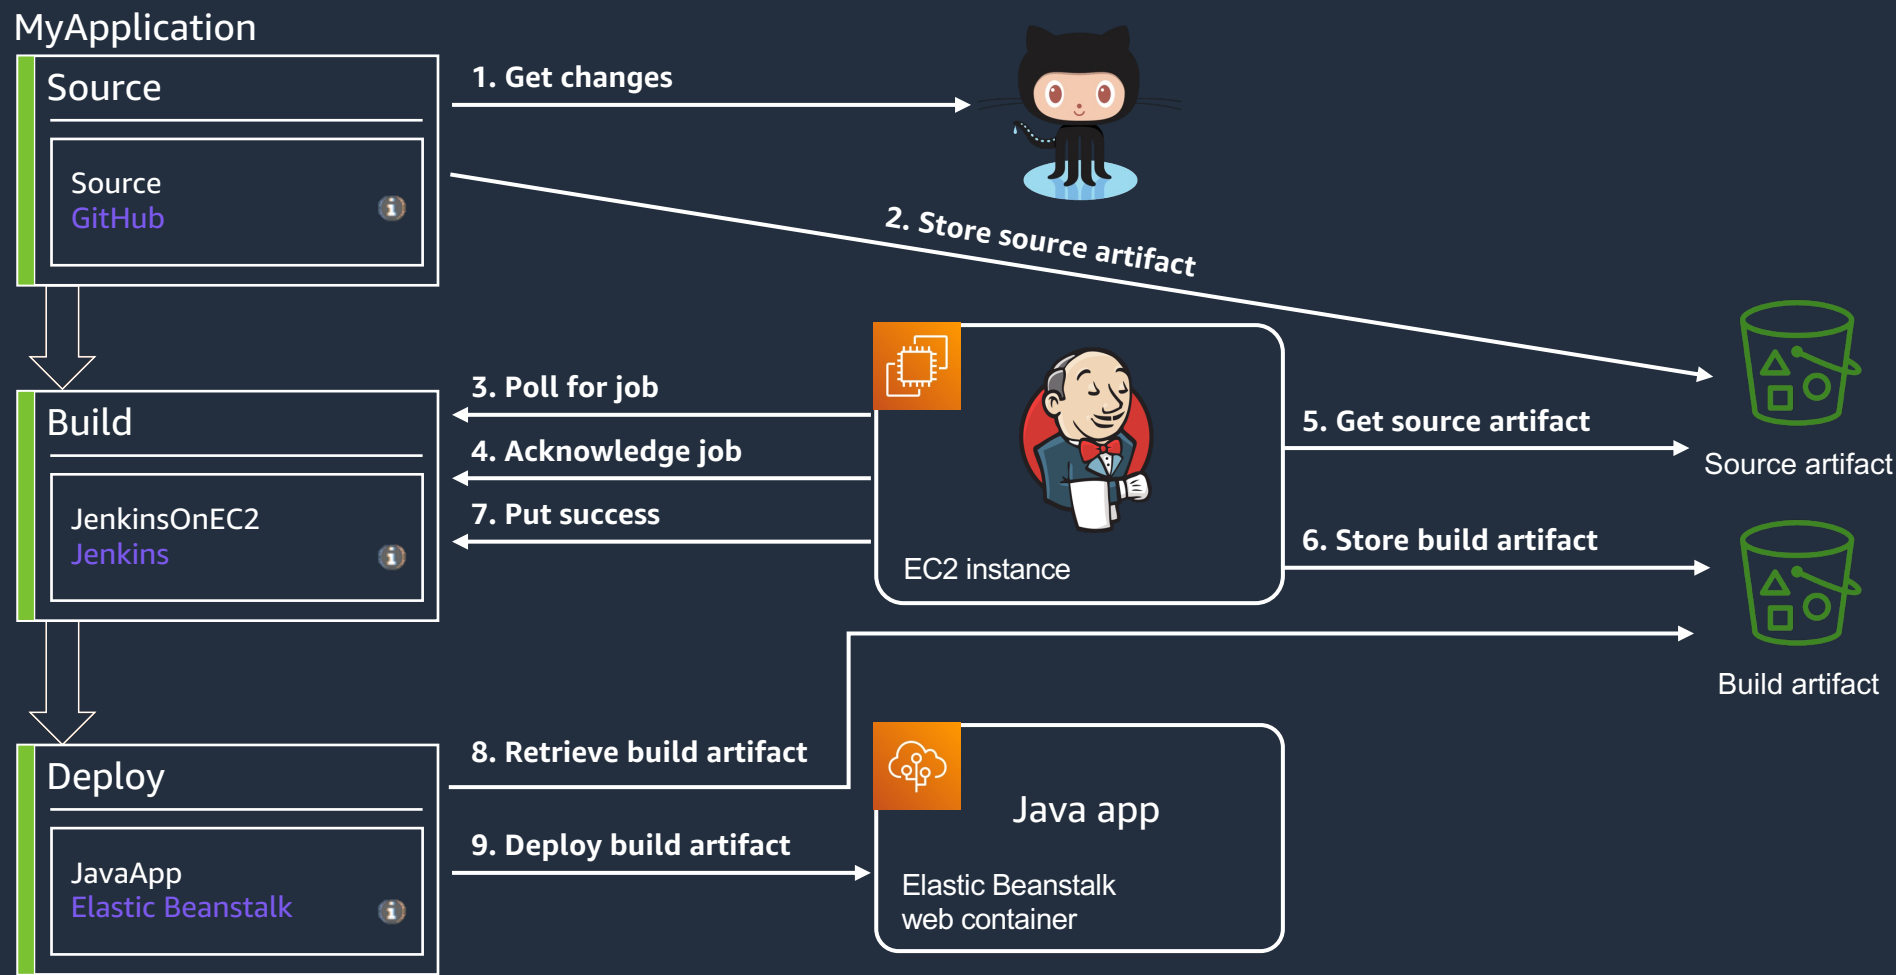 MyApplication
Source
Source
GitHub
1. Get changes
2. Store source artifact
Build
JenkinsOnEC2
Jenkins
3. Poll for job
4. Acknowledge job
7. Put success
EC2 instance
5. Get source artifact
Source artifact
6. Store build artifact
Build artifact
Deploy
JavaApp
Elastic Beanstalk
8. Retrieve build artifact
9. Deploy build artifact
Java app
Elastic Beanstalk
web container